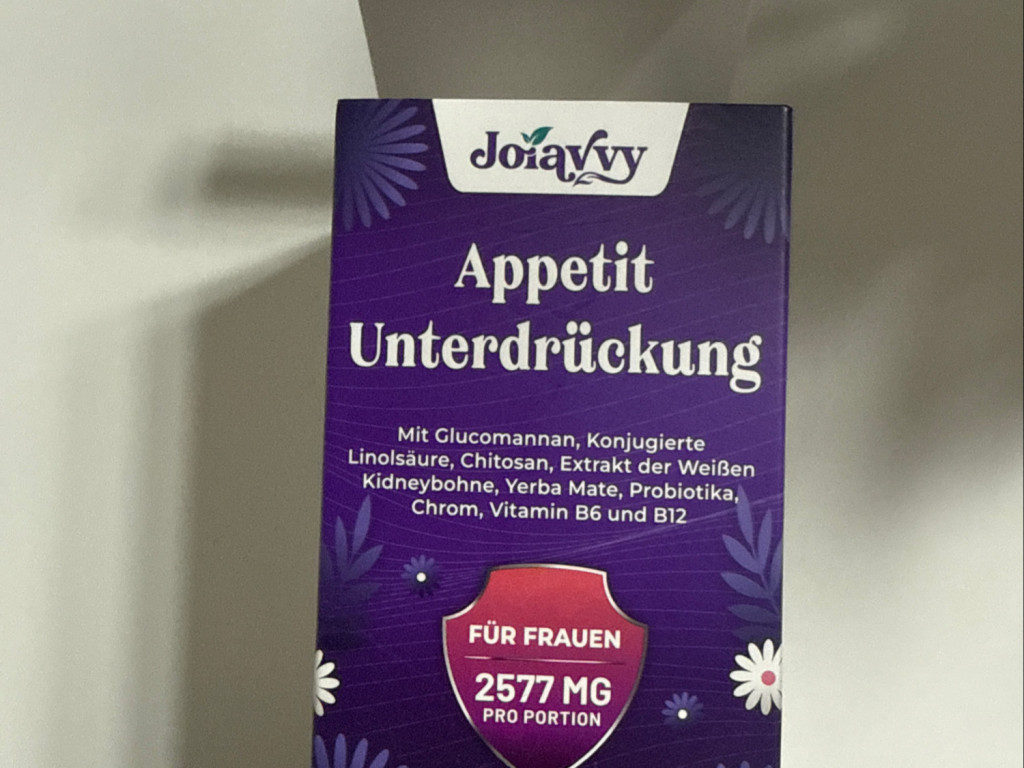 Joiavvy
Appetit
Unterdrückung
Mit Glucomannan, Konjugierte
Linolsäure, Chitosan, Extrakt der Weißen
Kidneybohne, Yerba Mate, Probiotika,
Chrom, Vitamin B6 und B12
FÜR FRAUEN
2577 MG
PRO PORTION